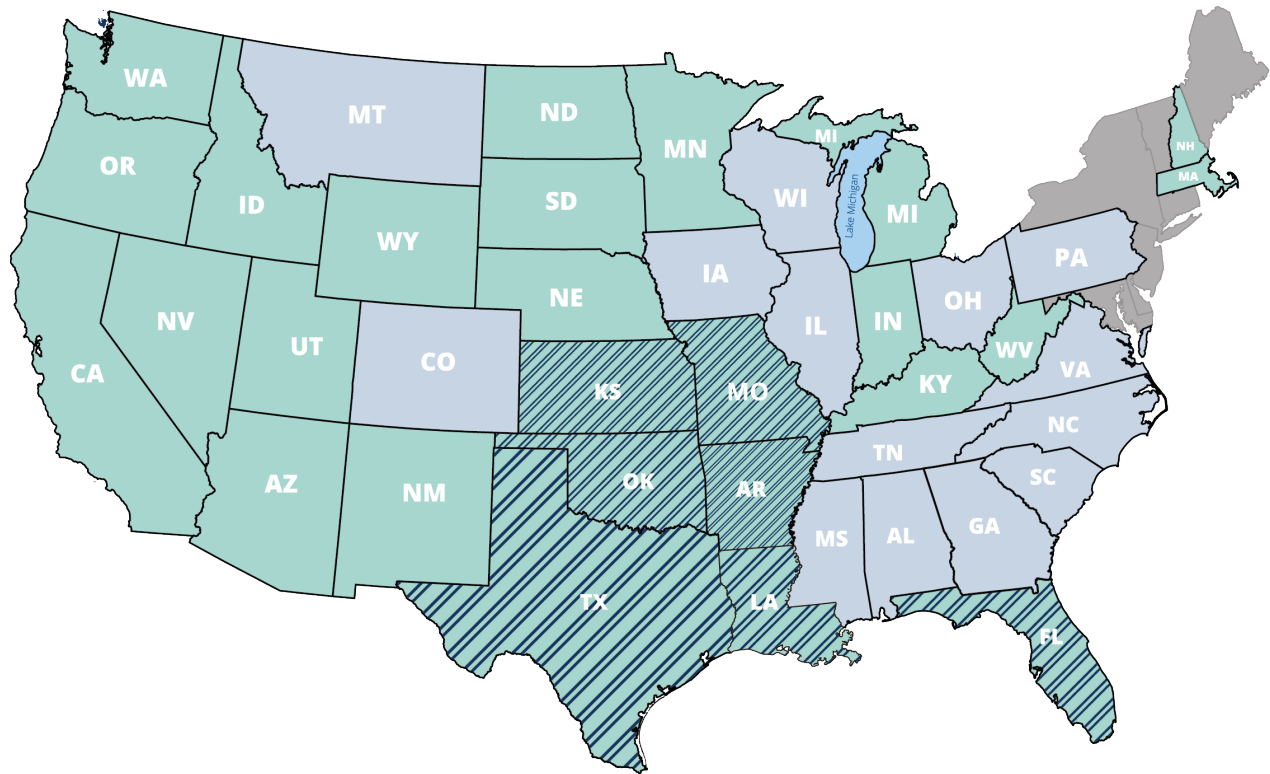 WA
MT
ND
MN
MI
OR
ID
SD
WI
Lake Michigan
MI
NH
MA
WY
IA
PA
NE
NV
UT
CO
IL
IN
OH
WV
CA
KS
MO
KY
VA
AZ
NM
OK
AR
TN
NC
SC
MS
AL
GA
TX
LA
FL